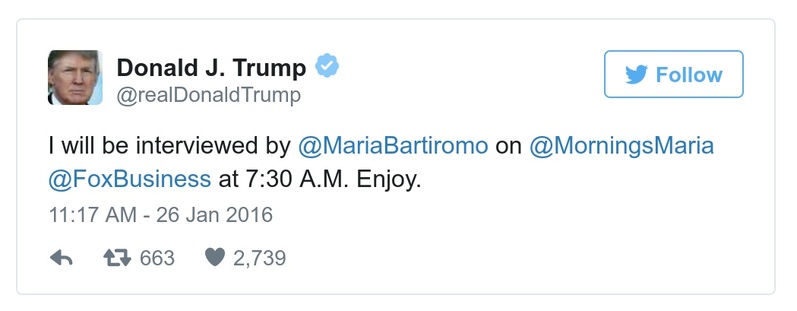 Donald J. Trump
@realDonaldTrump
Follow
I will be interviewed by @MariaBartiromo on @MorningsMaria
@FoxBusiness at 7:30 A.M. Enjoy.
11:17 AM - 26 Jan 2016
663 2,739